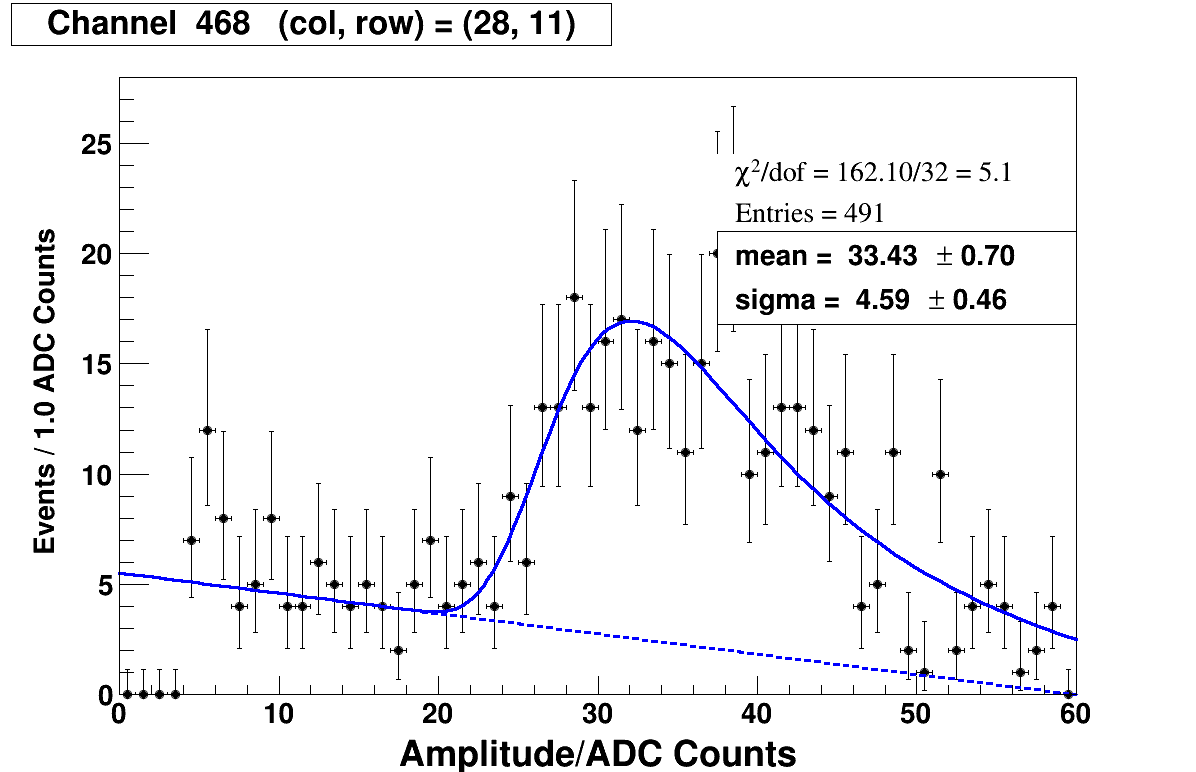 Channel 468 (col, row) = (28, 11)
χ²/dof = 162.10/32 = 5.1
Entries = 491
mean = 33.43 ± 0.70
sigma = 4.59 ± 0.46
Events / 1.0 ADC Counts
25
20
15
10
5
0
0 10 20 30 40 50 60
Amplitude/ADC Counts